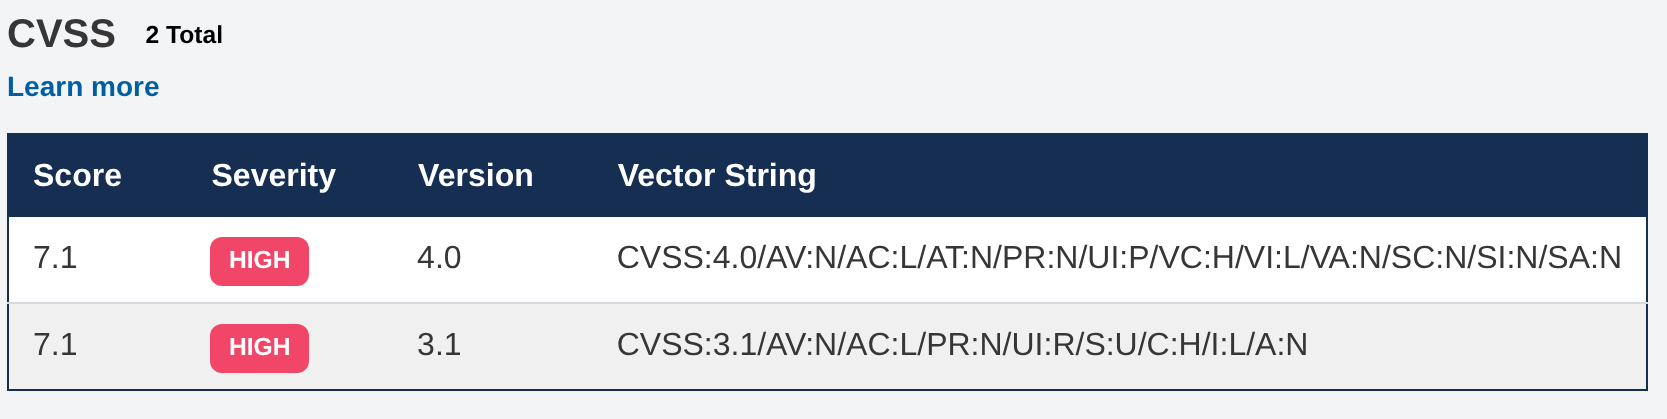 CVSS 2 Total
Learn more
Score Severity Version Vector String
7.1 HIGH 4.0 CVSS:4.0/AV:N/AC:L/AT:N/PR:N/UI:P/VC:H/VI:L/VA:N/SC:N/SI:N/SA:N
7.1 HIGH 3.1 CVSS:3.1/AV:N/AC:L/PR:N/UI:R/S:U/C:H/I:L/A:N